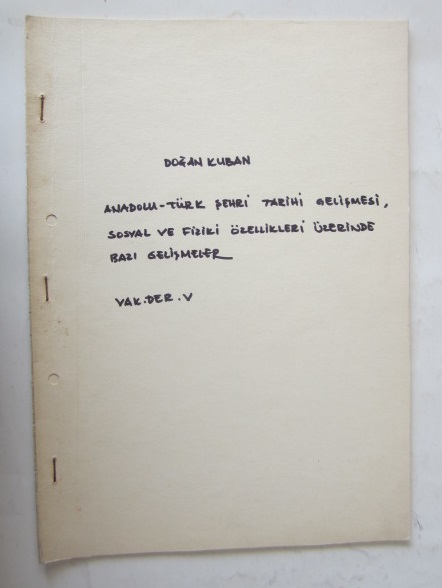 DOĞAN KUBAN
ANADOLU-TÜRK ŞEHRİ TARİHİ GELİŞMESİ,
SOSYAL VE FİZİKİ ÖZELLİKLERİ ÜZERİNDE
BAZI GELİŞMELER
VAK.DER.V